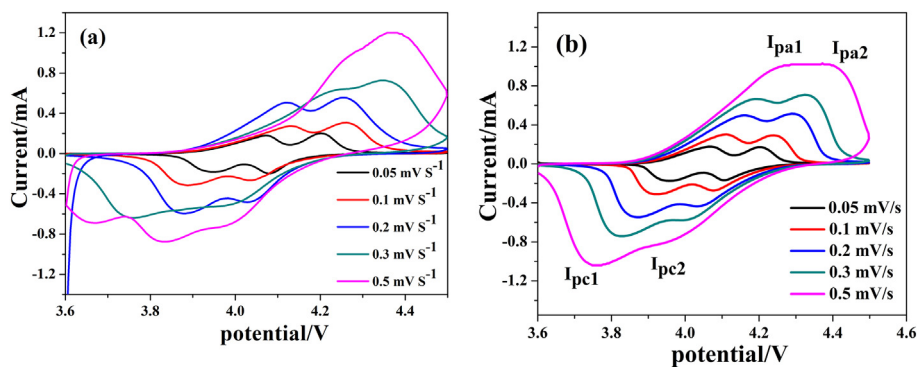 (a)
Current/mA
1.2
0.8
0.4
0.0
-0.4
-0.8
-1.2
0.05 mV S⁻¹
0.1 mV S⁻¹
0.2 mV S⁻¹
0.3 mV S⁻¹
0.5 mV S⁻¹
3.6 3.8 4.0 4.2 4.4
potential/V
(b)
Current/mA
1.2
0.8
0.4
0.0
-0.4
-0.8
-1.2
Ipa1 Ipa2
Ipc1 Ipc2
0.05 mV/s
0.1 mV/s
0.2 mV/s
0.3 mV/s
0.5 mV/s
3.6 3.8 4.0 4.2 4.4 4.6
potential/V